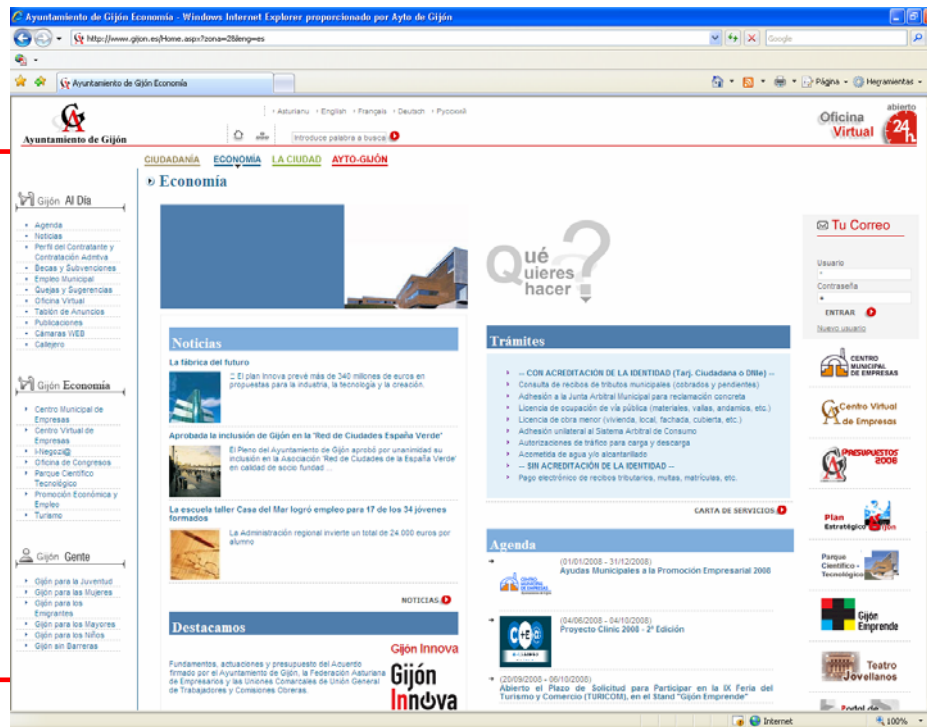 Ayuntamiento de Gijón Economía - Windows Internet Explorer proporcionado por Ayto de Gijón
http://www.gijon.es/Home.aspx?zona=2&leng=es
Google
Ayuntamiento de Gijón Economía
Página
Herramientas
Asturianu English Français Deutsch Русский
Ayuntamiento de Gijón
Introduce palabra a buscar
abierto
Oficina
Virtual
24h
CIUDADANÍA ECONOMÍA LA CIUDAD AYTO-GIJÓN
Economía
Gijón Al Día
Agenda
Noticias
Perfil del Contratante y
Contratación Admtva
Becas y Subvenciones
Empleo Municipal
Quejas y Sugerencias
Oficina Virtual
Tablón de Anuncios
Publicaciones
Cámaras WEB
Callejero
Gijón Economía
Centro Municipal de
Empresas
Centro Virtual de
Empresas
i-Negozi@
Oficina de Congresos
Parque Científico
Tecnológico
Promoción Económica y
Empleo
Turismo
Gijón Gente
Gijón para la Juventud
Gijón para las Mujeres
Gijón para los
Emigrantes
Gijón para los Mayores
Gijón para los Niños
Gijón sin Barreras
Noticias
La fábrica del futuro
El plan Innova prevé más de 340 millones de euros en
propuestas para la industria, la tecnología y la creación.
Aprobada la inclusión de Gijón en la 'Red de Ciudades España Verde'
El Pleno del Ayuntamiento de Gijón aprobó por unanimidad su
inclusión en la Asociación 'Red de Ciudades de la España Verde'
en calidad de socio fundad ...
La escuela taller Casa del Mar logró empleo para 17 de los 34 jóvenes
formados
La Administración regional invierte un total de 24.000 euros por
alumno
NOTICIAS
Destacamos
Gijón Innova
Fundamentos, actuaciones y presupuesto del Acuerdo
firmado por el Ayuntamiento de Gijón, la Federación Asturiana
de Empresarios y las Uniones Comarcales de Unión General
de Trabajadores y Comisiones Obreras.
Gijón
Innova
Qué
Quieres
hacer
?
Trámites
-- CON ACREDITACIÓN DE LA IDENTIDAD (Tarj. Ciudadana o DNIe) --
Consulta de recibos de tributos municipales (cobrados y pendientes)
Adhesión a la Junta Arbitral Municipal para reclamación concreta
Licencia de ocupación de vía pública (materiales, vallas, andamios, etc.)
Licencia de obra menor (vivienda, local, fachada, cubierta, etc.)
Adhesión unilateral al Sistema Arbitral de Consumo
Autorizaciones de tráfico para carga y descarga
Acometida de agua y/o alcantarillado
-- SIN ACREDITACIÓN DE LA IDENTIDAD --
Pago electrónico de recibos tributarios, multas, matrículas, etc.
CARTA DE SERVICIOS
Agenda
(01/01/2008 - 31/12/2008)
Ayudas Municipales a la Promoción Empresarial 2008
CENTRO
MUNICIPAL
DE EMPRESAS
(04/06/2008 - 04/10/2008)
Proyecto Clinic 2008 - 2ª Edición
(20/09/2008 - 06/10/2008)
Abierto el Plazo de Solicitud para Participar en la IX Feria del
Turismo y Comercio (TURICOM), en el Stand "Gijón Emprende"
Tu Correo
Usuario
Contraseña
ENTRAR
Nuevo usuario
CENTRO
MUNICIPAL
DE EMPRESAS
Centro Virtual
de Empresas
PRESUPUESTOS
2008
Plan
Estratégico Gijón
Parque
Científico -
Tecnológico
Gijón
Emprende
Teatro
Jovellanos
Portal de
Internet
100%